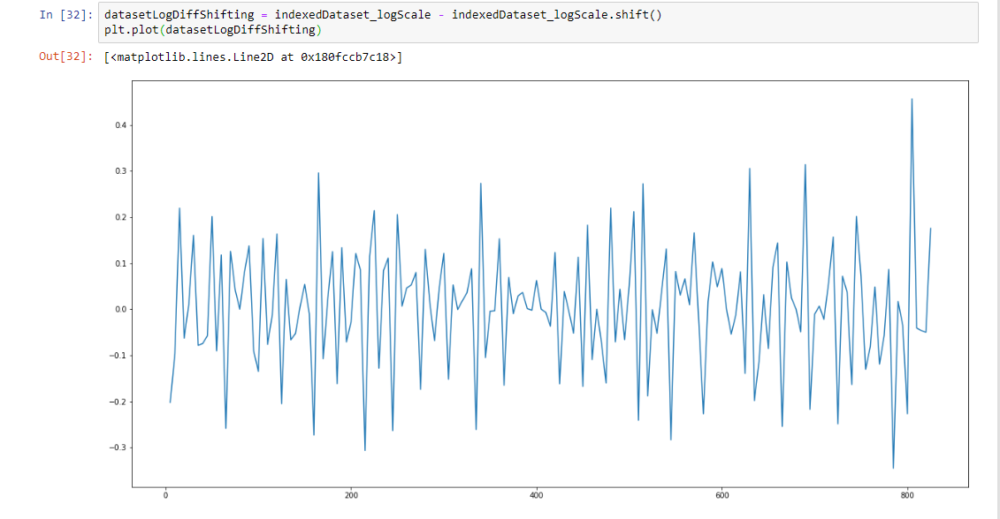 In [32]: datasetLogDiffShifting = indexedDataset_logScale - indexedDataset_logScale.shift()
plt.plot(datasetLogDiffShifting)
Out[32]: [<matplotlib.lines.Line2D at 0x180fccb7c18>]
0.4
0.3
0.2
0.1
0.0
−0.1
−0.2
−0.3
0 200 400 600 800